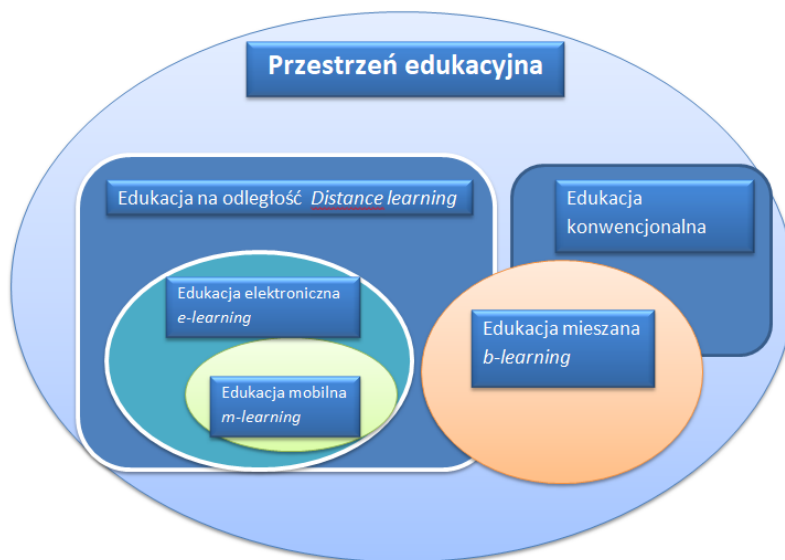 Przestrzeń edukacyjna
Edukacja na odległość Distance learning
Edukacja
konwencjonalna
Edukacja elektroniczna
e-learning
Edukacja mieszana
b-learning
Edukacja mobilna
m-learning